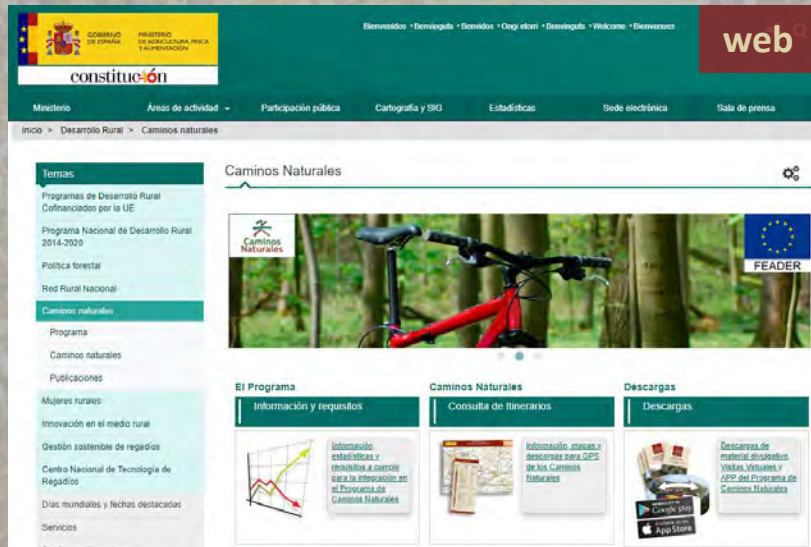 GOBIERNO
DE ESPAÑA
MINISTERIO
DE AGRICULTURA, PESCA
Y ALIMENTACIÓN
constituc40n
Bienvenidos • Benvinguts • Benvidos • Ongi etorri • Benvinguts • Welcome • Bienvenues
web
Ministerio
Áreas de actividad
Participación pública
Cartografía y SIG
Estadísticas
Sede electrónica
Sala de prensa
Inicio > Desarrollo Rural > Caminos naturales
Temas
Programas de Desarrollo Rural
Cofinanciados por la UE
Programa Nacional de Desarrollo Rural
2014-2020
Política forestal
Red Rural Nacional
Caminos naturales
Programa
Caminos naturales
Publicaciones
Mujeres rurales
Innovación en el medio rural
Gestión sostenible de regadíos
Centro Nacional de Tecnología de
Regadíos
Días mundiales y fechas destacadas
Servicios
Caminos Naturales
Caminos
Naturales
FEADER
El Programa
Información y requisitos
Información,
estadísticas y
requisitos a cumplir
para la integración en
el Programa de
Caminos Naturales
Caminos Naturales
Consulta de Itinerarios
Información, mapas y
descargas para GPS
de los Caminos
Naturales
Descargas
Descargas
Descargas de
material divulgativo,
Visitas Virtuales y
APP del Programa de
Caminos Naturales
Google play
App Store